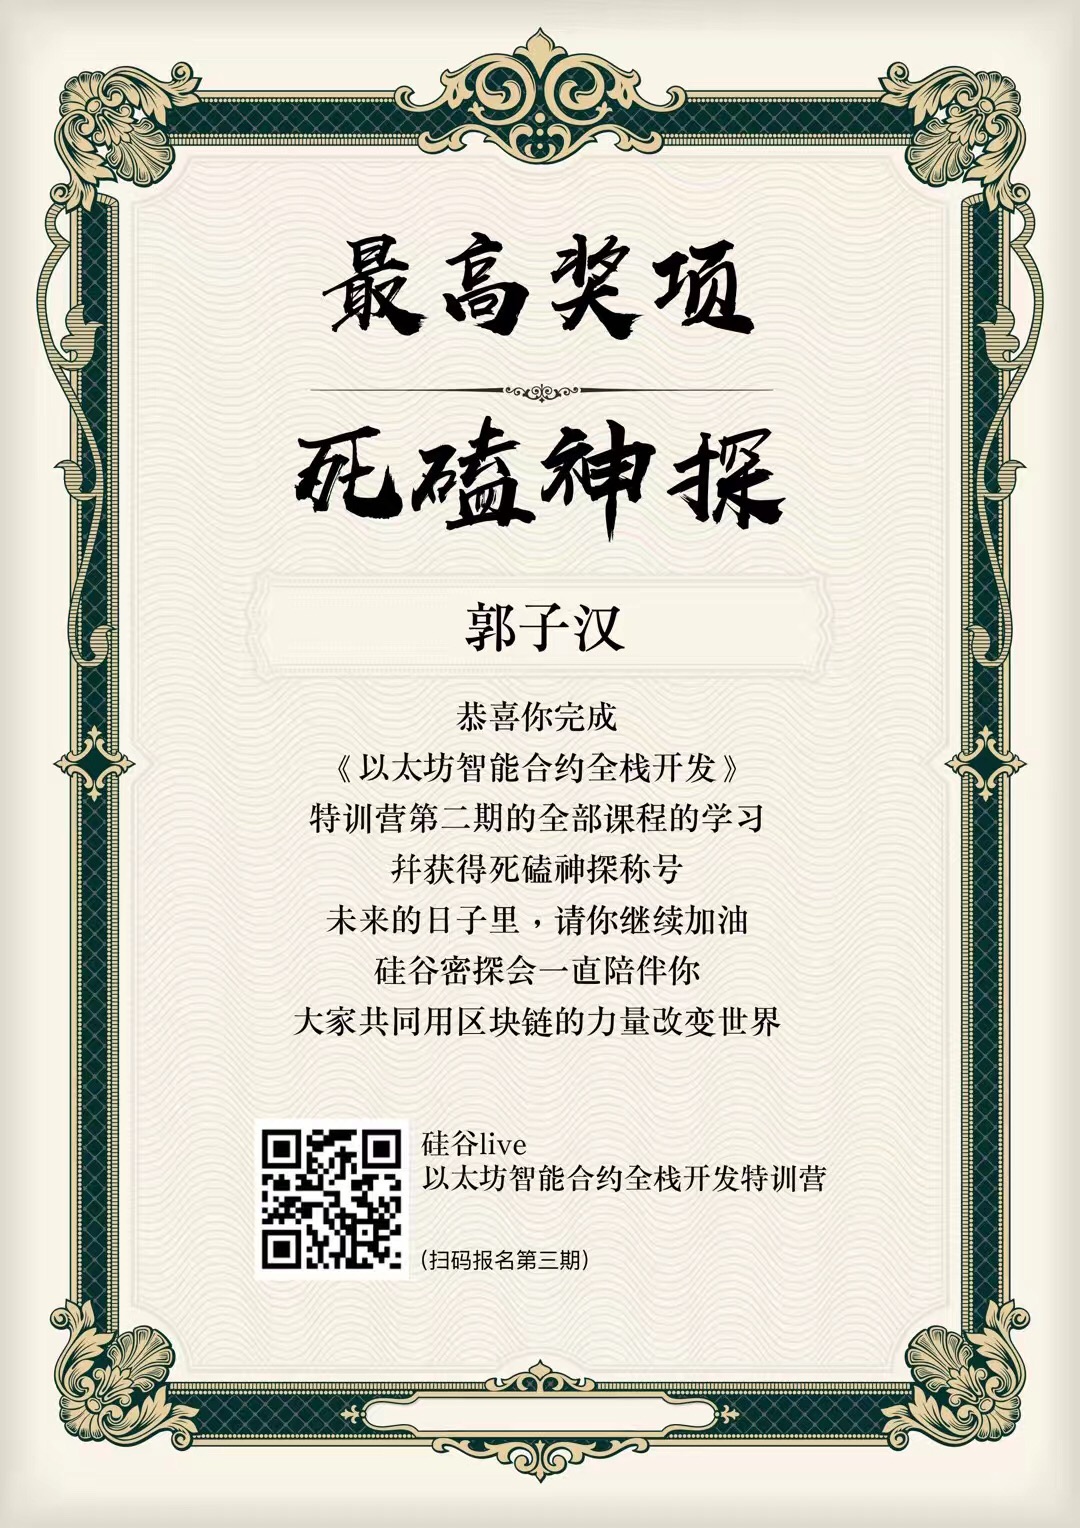 最高奖项
死磕神探
郭子汉
恭喜你完成
《以太坊智能合约全栈开发》
特训营第二期的全部课程的学习
并获得死磕神探称号
未来的日子里，请你继续加油
硅谷密探会一直陪伴你
大家共同用区块链的力量改变世界
硅谷live
以太坊智能合约全栈开发特训营
(扫码报名第三期)